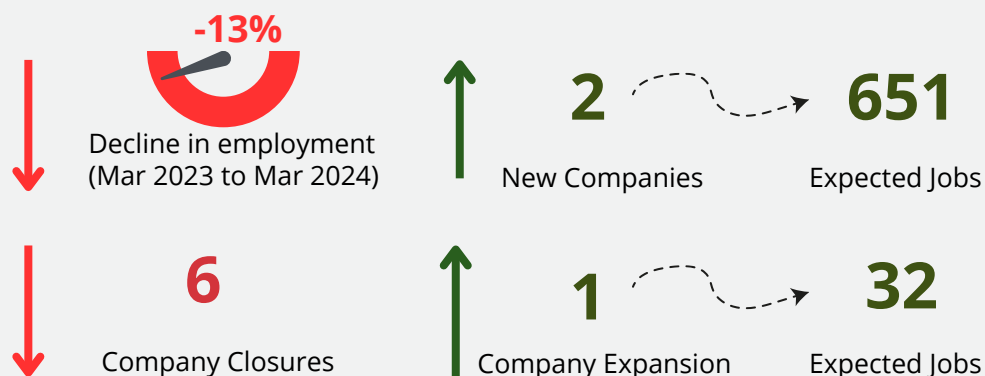 -13%
Decline in employment
(Mar 2023 to Mar 2024)
2
New Companies
651
Expected Jobs
6
Company Closures
1
Company Expansion
32
Expected Jobs